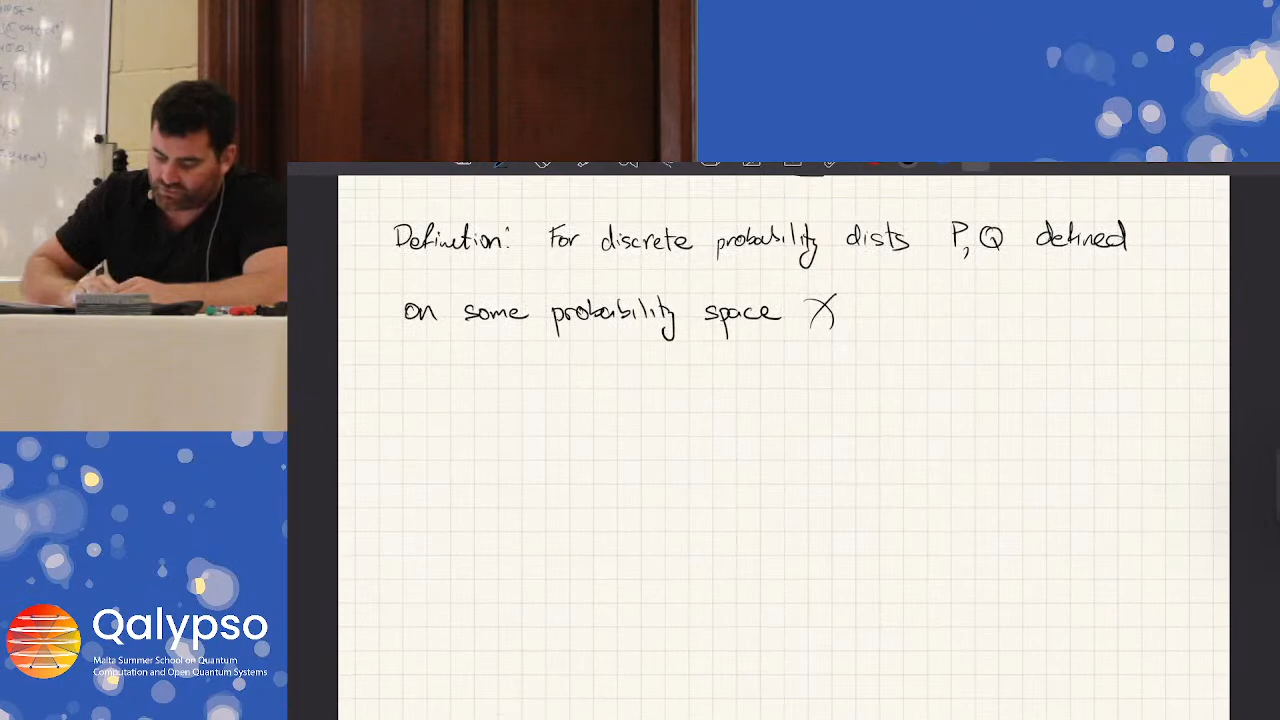 Definition: For discrete probability dists P, Q defined
on some probability space X
Qalypso
Malta Summer School on Quantum
Computation and Open Quantum Systems